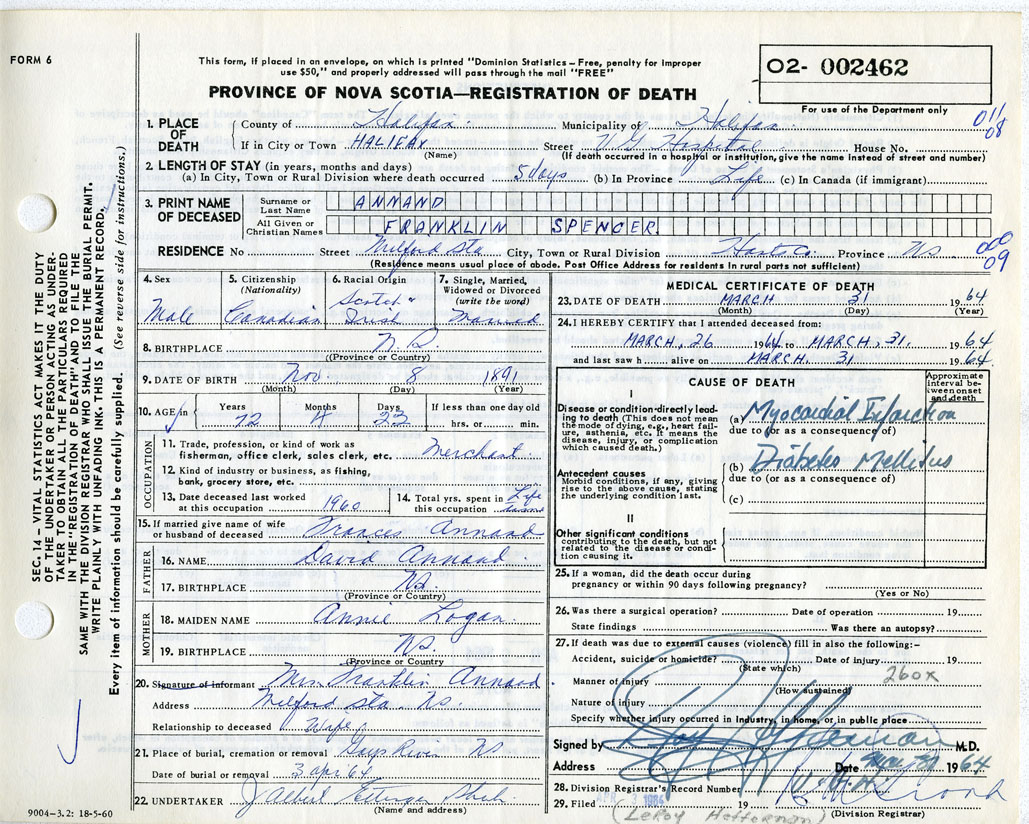 FORM 6
This form, if placed in an envelope, on which is printed "Dominion Statistics – Free, penalty for improper
use $50," and properly addressed will pass through the mail "FREE"
PROVINCE OF NOVA SCOTIA—REGISTRATION OF DEATH
O2- 002462
For use of the Department only
011
08
1. PLACE OF DEATH
County of Halifax Municipality of Halifax
If in City or Town HALIFAX Street V G Hospital House No.
(Name) (If death occurred in a hospital or institution, give the name instead of street and number)
2. LENGTH OF STAY (in years, months and days)
(a) In City, Town or Rural Division where death occurred 5 days (b) In Province Life (c) In Canada (if immigrant)
3. PRINT NAME OF DECEASED
Surname or Last Name ANNAND
All Given or Christian Names FRANKLIN SPENCER
RESIDENCE No Street Milford Sta City, Town or Rural Division Hants Co. Province NS
000
09
(Residence means usual place of abode. Post Office Address for residents in rural parts not sufficient)
4. Sex Male
5. Citizenship (Nationality) Canadian
6. Racial Origin Scotch Irish
7. Single, Married, Widowed or Divorced (write the word) Married
8. BIRTHPLACE N.S.
(Province or Country)
9. DATE OF BIRTH Nov. 8 1891
(Month) (Day) (Year)
10. AGE in Years 72 Months 4 Days 23 If less than one day old
hrs. or min.
OCCUPATION
11. Trade, profession, or kind of work as
fisherman, office clerk, sales clerk, etc. Merchant
12. Kind of industry or business, as fishing,
bank, grocery store, etc.
13. Date deceased last worked
at this occupation 1960
14. Total yrs. spent in
this occupation Life
15. If married give name of wife
or husband of deceased Frances Annand
FATHER
16. NAME David Annand
17. BIRTHPLACE NS.
(Province or Country)
MOTHER
18. MAIDEN NAME Annie Logan
19. BIRTHPLACE NS.
(Province or Country)
20. Signature of informant Mrs Franklin Annand
Address Milford Sta. NS.
Relationship to deceased Wife
21. Place of burial, cremation or removal Gays River NS
Date of burial or removal 3 apr 64
22. UNDERTAKER J Albert Ettinger
(Name and address)
9004–3.2: 18-5-60
MEDICAL CERTIFICATE OF DEATH
23. DATE OF DEATH MARCH 31 1964
(Month) (Day) (Year)
24. I HEREBY CERTIFY that I attended deceased from:
MARCH, 26 1964 to MARCH, 31, 1964
and last saw h alive on MARCH. 31 1964
CAUSE OF DEATH
Approximate interval between onset and death
I
Disease or condition directly leading to death (This does not mean
the mode of dying, e.g., heart failure, asthenia, etc. It means the
disease, injury, or complication
which caused death.)
(a) Myocardial Infarction
due to (or as a consequence of)
Antecedent causes
Morbid conditions, if any, giving
rise to the above cause, stating
the underlying condition last.
(b) Diabetes Mellitus
due to (or as a consequence of)
(c)
II
Other significant conditions
contributing to the death, but not
related to the disease or condition causing it.
25. If a woman, did the death occur during
pregnancy or within 90 days following pregnancy?
(Yes or No)
26. Was there a surgical operation? Date of operation 19
State findings Was there an autopsy?
27. If death was due to external causes (violence) fill in also the following:–
Accident, suicide or homicide? Date of injury 19
(State which)
260X
Manner of injury
(How sustained)
Nature of injury
Specify whether injury occurred in Industry, in home, or in public place
Signed by M.D.
Address Date Mar 31 1964
28. Division Registrar's Record Number
29. Filed APR 3 1964 19
(Division Registrar)
(LeRoy Heffernan)
SEC. 14 – VITAL STATISTICS ACT MAKES IT THE DUTY
OF THE UNDERTAKER OR PERSON ACTING AS UNDERTAKER TO OBTAIN ALL THE PARTICULARS REQUIRED
IN THE "REGISTRATION OF DEATH" AND TO FILE THE
SAME WITH THE DIVISION REGISTRAR WHO SHALL ISSUE THE BURIAL PERMIT.
WRITE PLAINLY WITH UNFADING INK. THIS IS A PERMANENT RECORD.
Every item of information should be carefully supplied. (See reverse side for instructions.)